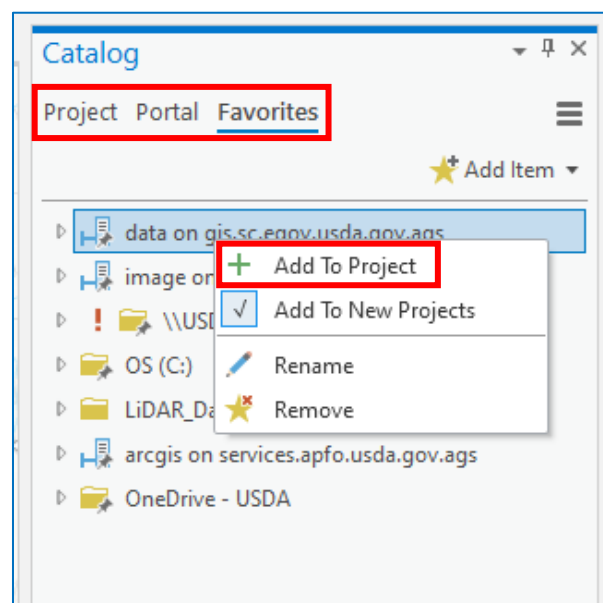 Catalog
Project Portal Favorites
Add Item
data on gis.sc.egov.usda.gov.ags
image on
Add To Project
Add To New Projects
\\USD
OS (C:)
Rename
LiDAR_Da
Remove
arcgis on services.apfo.usda.gov.ags
OneDrive - USDA